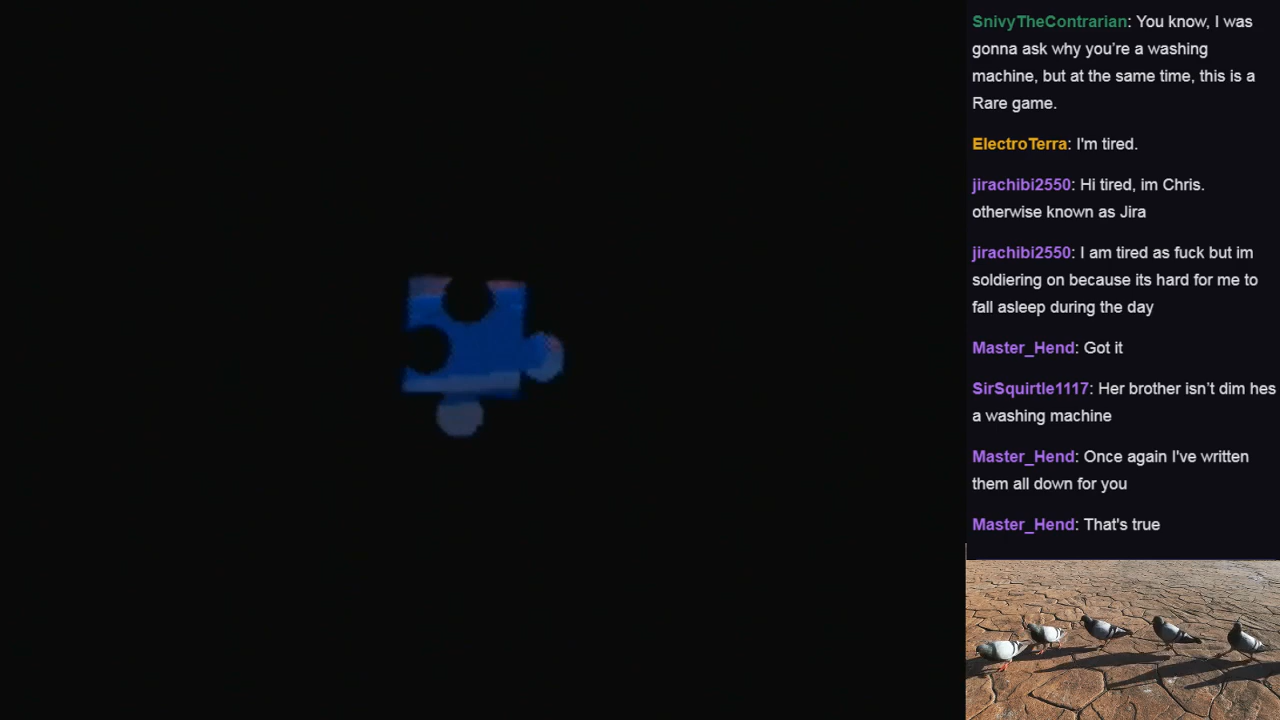 SnivyTheContrarian: You know, I was
gonna ask why you're a washing
machine, but at the same time, this is a
Rare game.
ElectroTerra: I'm tired.
jirachibi2550: Hi tired, im Chris.
otherwise known as Jira
jirachibi2550: I am tired as fuck but im
soldiering on because its hard for me to
fall asleep during the day
Master_Hend: Got it
SirSquirtle1117: Her brother isn't dim hes
a washing machine
Master_Hend: Once again I've written
them all down for you
Master_Hend: That's true